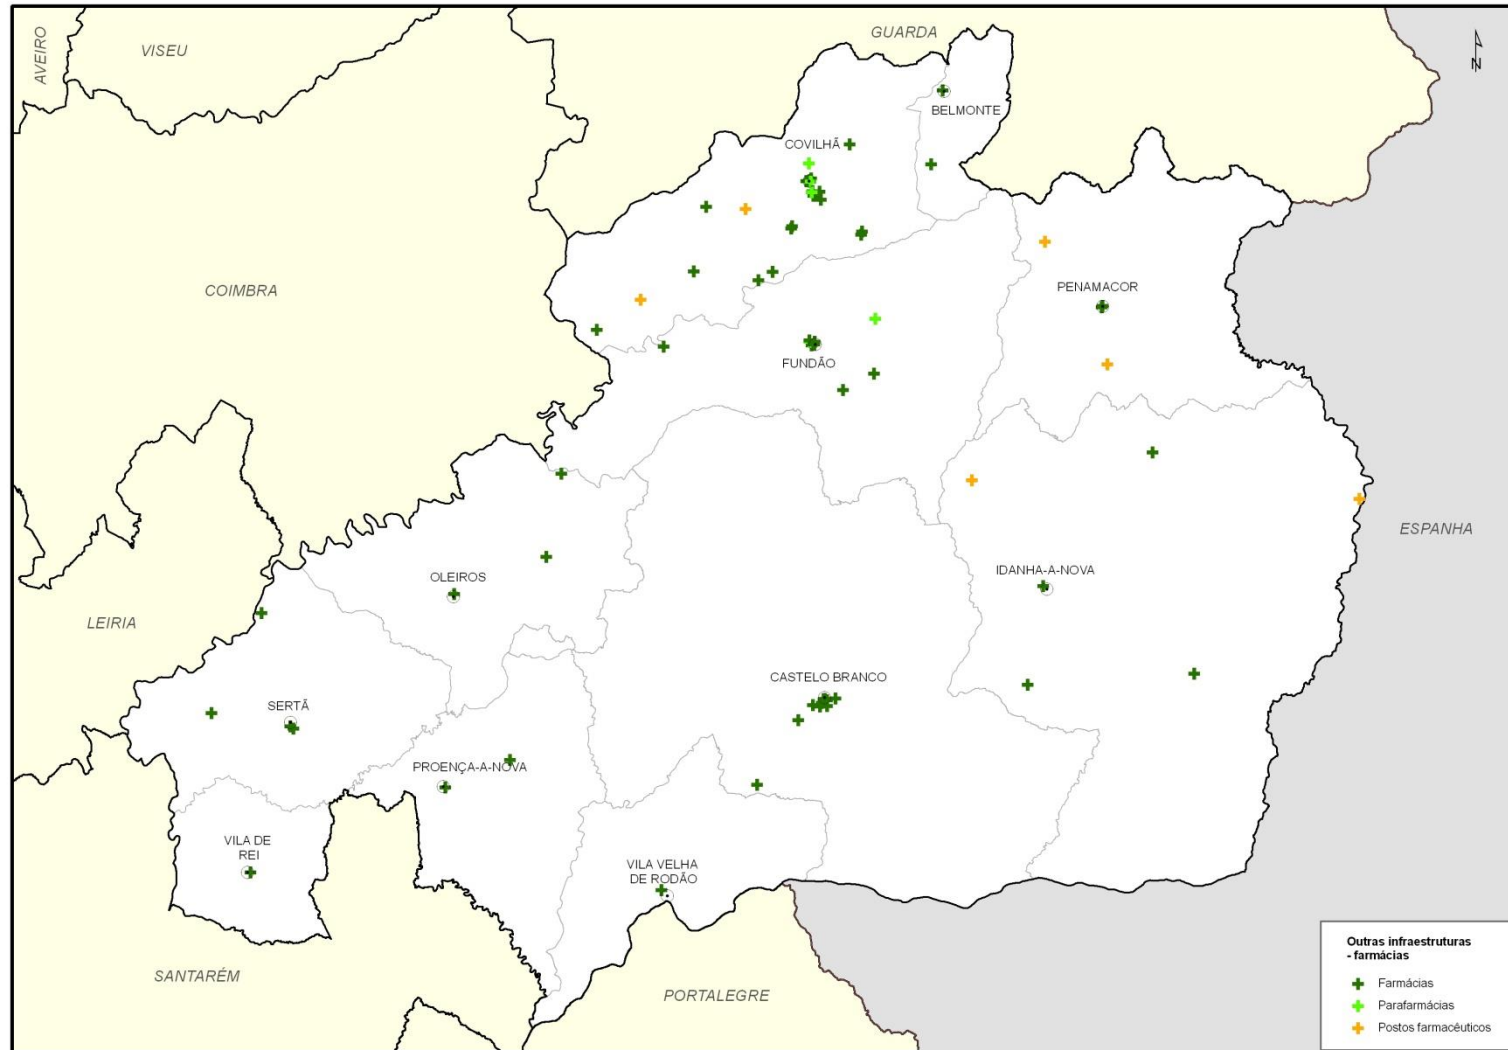 AVEIRO
VISEU
GUARDA
N
BELMONTE
COVILHÃ
COIMBRA
PENAMACOR
FUNDÃO
ESPANHA
IDANHA-A-NOVA
OLEIROS
LEIRIA
CASTELO BRANCO
SERTÃ
PROENÇA-A-NOVA
VILA DE
REI
VILA VELHA
DE RODÃO
SANTARÉM
PORTALEGRE
Outras infraestruturas
- farmácias
Farmácias
Parafarmácias
Postos farmacêuticos